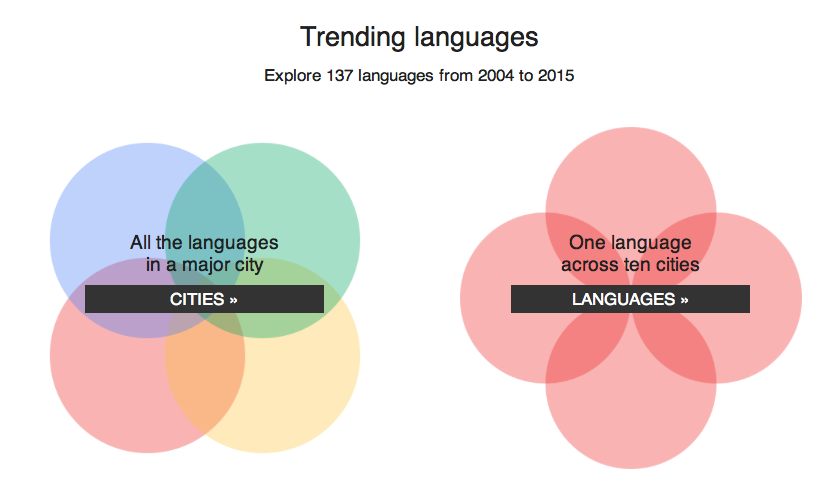 Trending languages
Explore 137 languages from 2004 to 2015
All the languages
in a major city
CITIES »
One language
across ten cities
LANGUAGES »